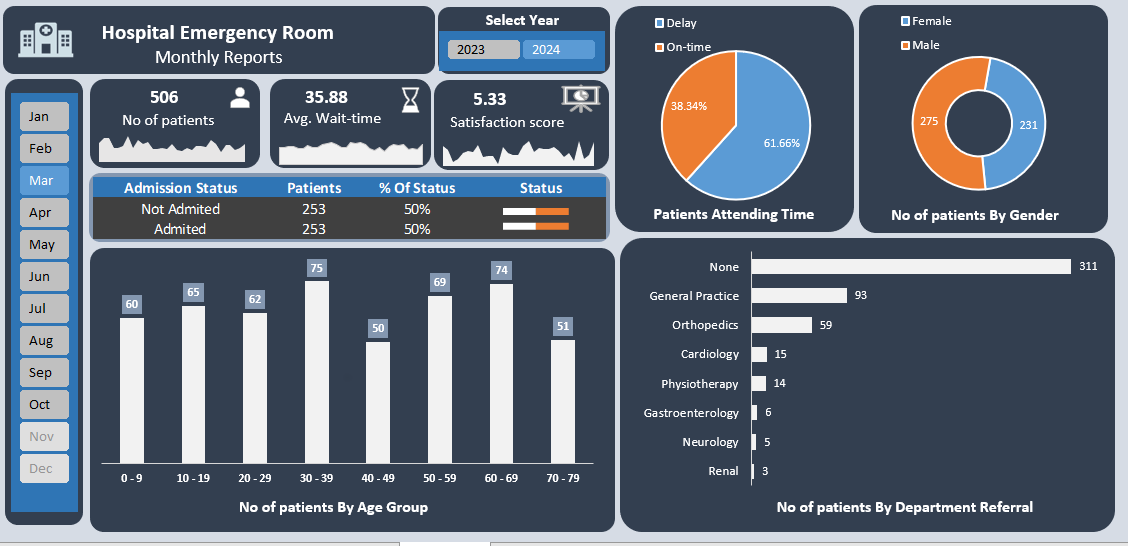 Hospital Emergency Room
Monthly Reports
Select Year
2023
2024
Jan
Feb
Mar
Apr
May
Jun
Jul
Aug
Sep
Oct
Nov
Dec
506
No of patients
35.88
Avg. Wait-time
5.33
Satisfaction score
Admission Status Patients % Of Status Status
Not Admited 253 50%
Admited 253 50%
Delay
On-time
38.34%
61.66%
Patients Attending Time
Female
Male
275
231
No of patients By Gender
60
65
62
75
50
69
74
51
0 - 9
10 - 19
20 - 29
30 - 39
40 - 49
50 - 59
60 - 69
70 - 79
No of patients By Age Group
None 311
General Practice 93
Orthopedics 59
Cardiology 15
Physiotherapy 14
Gastroenterology 6
Neurology 5
Renal 3
No of patients By Department Referral